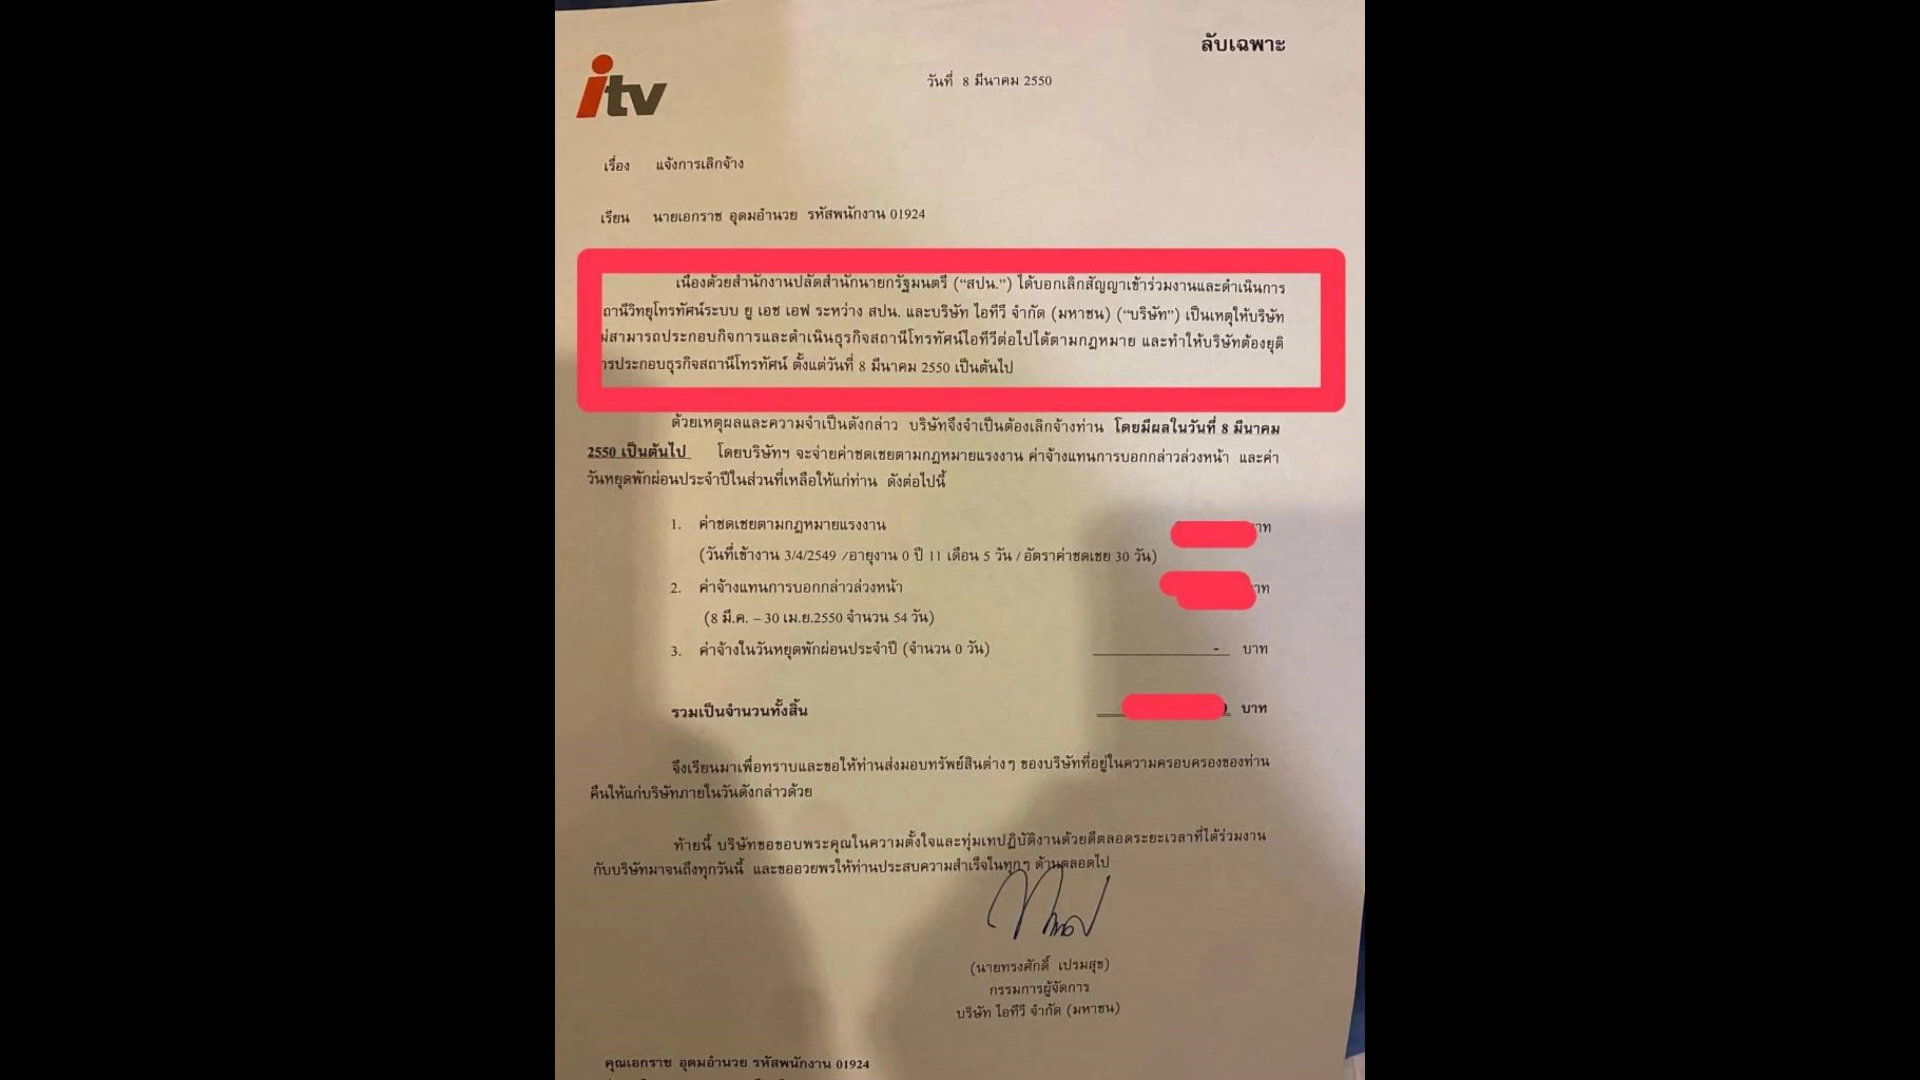 ลับเฉพาะ
itv
วันที่ 8 มีนาคม 2550
เรื่อง แจ้งการเลิกจ้าง
เรียน นายเอกราช อุดมอำนวย รหัสพนักงาน 01924
เนื่องด้วยสำนักงานปลัดสำนักนายกรัฐมนตรี (“สปน.”) ได้บอกเลิกสัญญาเข้าร่วมงานและดำเนินการ
ถานีวิทยุโทรทัศน์ระบบ ยู เอช เอฟ ระหว่าง สปน. และบริษัท ไอทีวี จำกัด (มหาชน) (“บริษัท”) เป็นเหตุให้บริษัท
ม่สามารถประกอบกิจการและดำเนินธุรกิจสถานีโทรทัศน์ไอทีวีต่อไปได้ตามกฎหมาย และทำให้บริษัทต้องยุติ
ารประกอบธุรกิจสถานีโทรทัศน์ ตั้งแต่วันที่ 8 มีนาคม 2550 เป็นต้นไป
ด้วยเหตุผลและความจำเป็นดังกล่าว บริษัทจึงจำเป็นต้องเลิกจ้างท่าน โดยมีผลในวันที่ 8 มีนาคม
2550 เป็นต้นไป โดยบริษัทฯ จะจ่ายค่าชดเชยตามกฎหมายแรงงาน ค่าจ้างแทนการบอกกล่าวล่วงหน้า และค่า
วันหยุดพักผ่อนประจำปีในส่วนที่เหลือให้แก่ท่าน ดังต่อไปนี้
1. ค่าชดเชยตามกฎหมายแรงงาน าท
(วันที่เข้างาน 3/4/2549 /อายุงาน 0 ปี 11 เดือน 5 วัน / อัตราค่าชดเชย 30 วัน)
2. ค่าจ้างแทนการบอกกล่าวล่วงหน้า าท
(8 มี.ค. – 30 เม.ย.2550 จำนวน 54 วัน)
3. ค่าจ้างในวันหยุดพักผ่อนประจำปี (จำนวน 0 วัน) - บาท
รวมเป็นจำนวนทั้งสิ้น บาท
จึงเรียนมาเพื่อทราบและขอให้ท่านส่งมอบทรัพย์สินต่างๆ ของบริษัทที่อยู่ในความครอบครองของท่าน
คืนให้แก่บริษัทภายในวันดังกล่าวด้วย
ท้ายนี้ บริษัทขอขอบพระคุณในความตั้งใจและทุ่มเทปฏิบัติงานด้วยดีตลอดระยะเวลาที่ได้ร่วมงาน
กับบริษัทมาจนถึงทุกวันนี้ และขออวยพรให้ท่านประสบความสำเร็จในทุกๆ ด้านตลอดไป
(นายทรงศักดิ์ เปรมสุข)
กรรมการผู้จัดการ
บริษัท ไอทีวี จำกัด (มหาชน)
คุณเอกราช อุดมอำนวย รหัสพนักงาน 01924